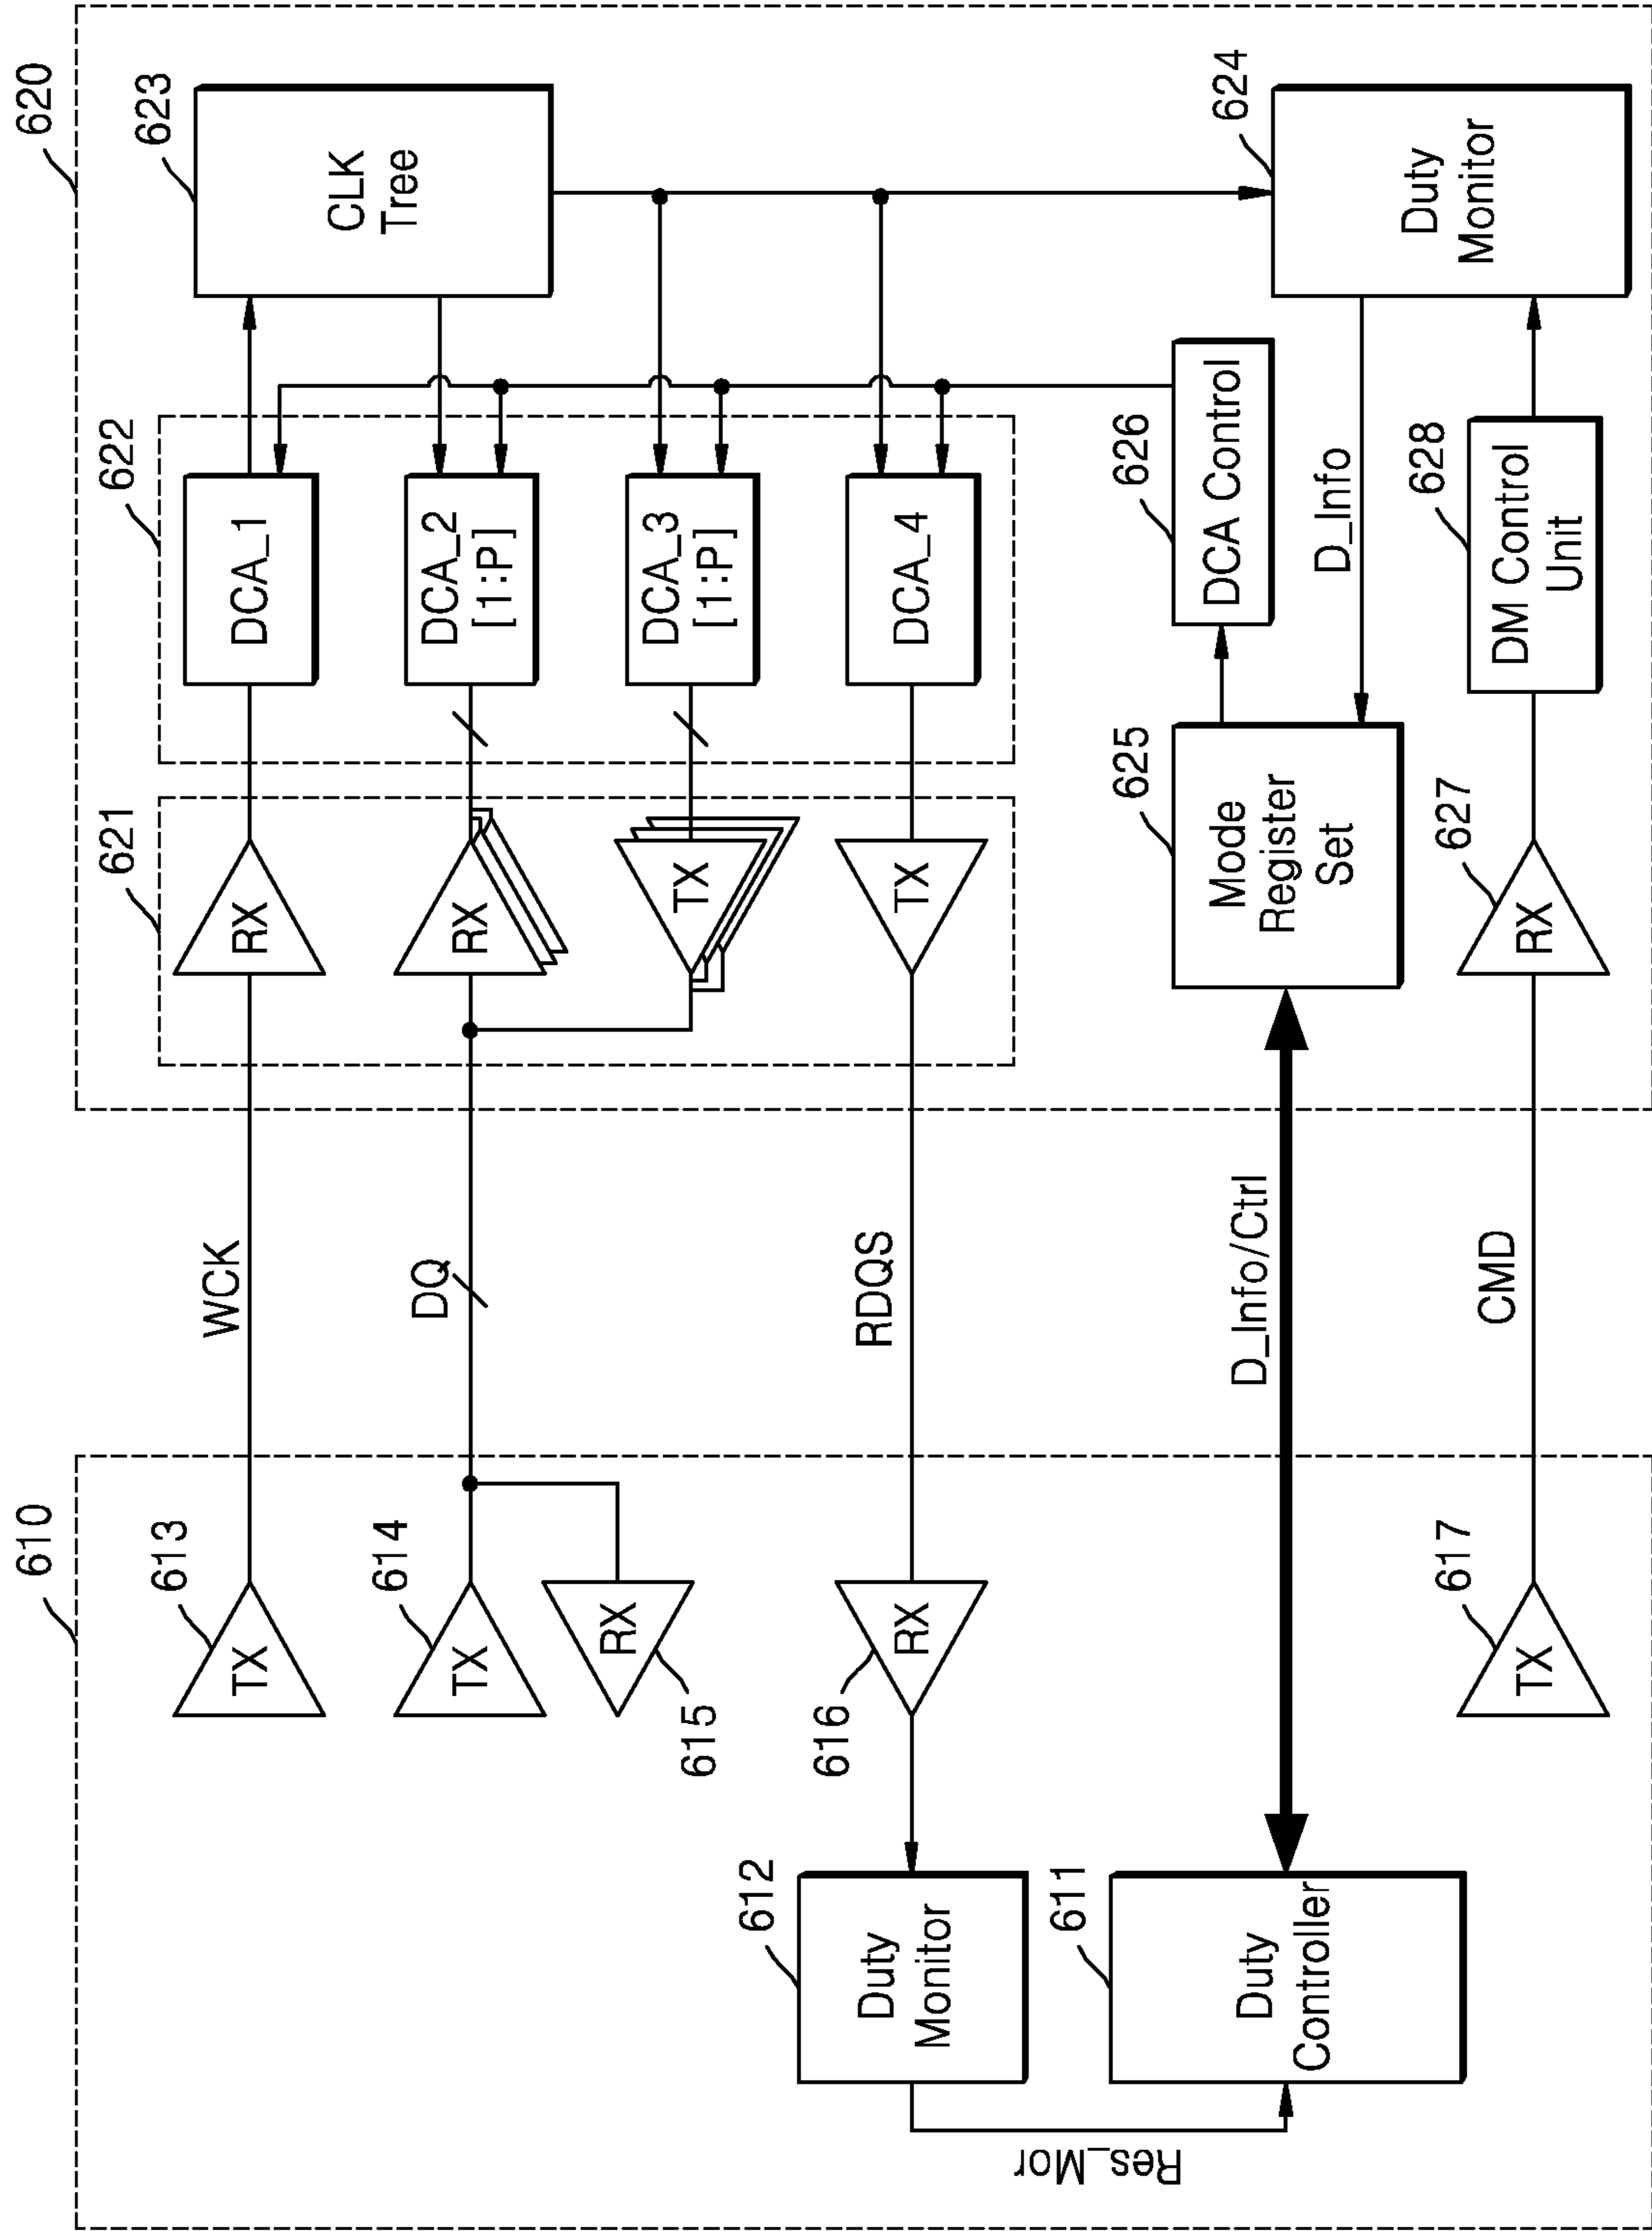 610
613
TX
614
TX
RX
615
616
RX
612
Duty
Monitor
611
Duty
Controller
Res_Mor
617
TX
WCK
DQ
RDQS
D_Info/Ctrl
CMD
620
621
RX
RX
TX
TX
622
DCA_1
DCA_2
[1:P]
DCA_3
[1:P]
DCA_4
623
CLK
Tree
624
Duty
Monitor
625
Mode
Register
Set
626
DCA Control
D_Info
627
RX
628
DM Control
Unit